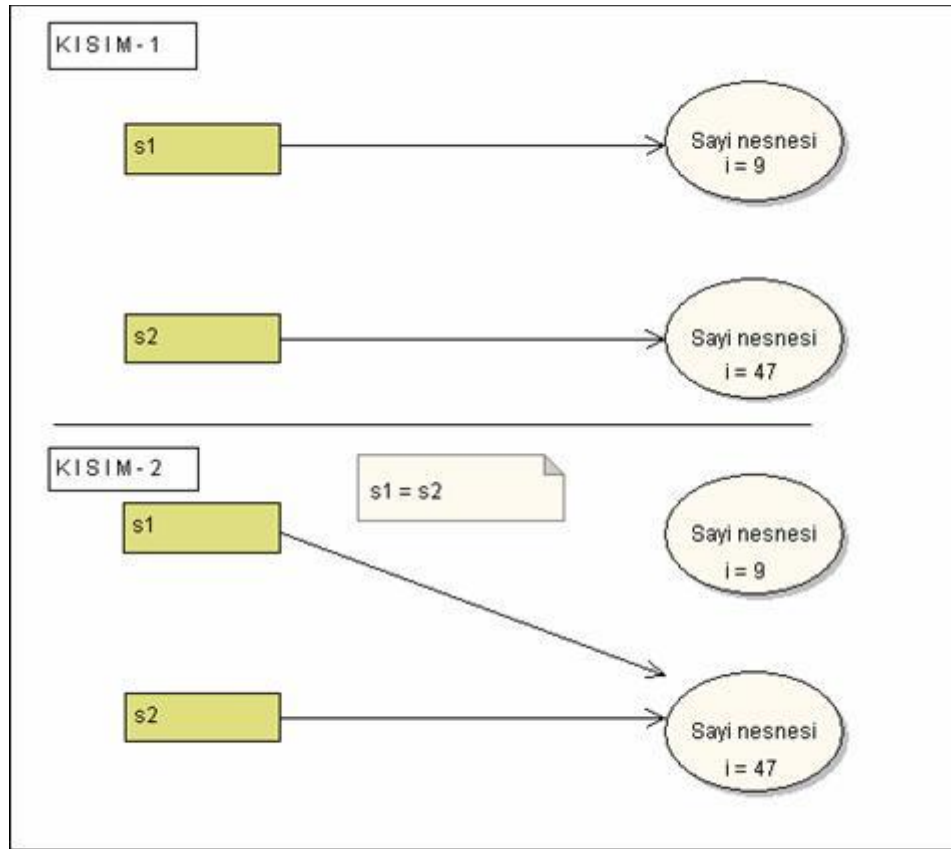 KISIM-1
s1
Sayi nesnesi
i = 9
s2
Sayi nesnesi
i = 47
KISIM-2
s1 = s2
s1
Sayi nesnesi
i = 9
s2
Sayi nesnesi
i = 47